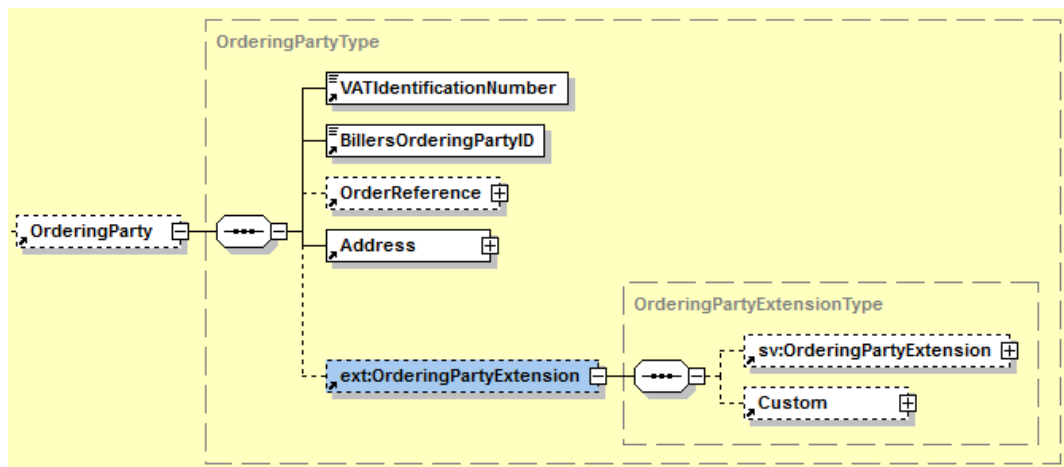 OrderingPartyType
VATIdentificationNumber
BillersOrderingPartyID
OrderReference
OrderingParty
Address
OrderingPartyExtensionType
sv:OrderingPartyExtension
ext:OrderingPartyExtension
Custom